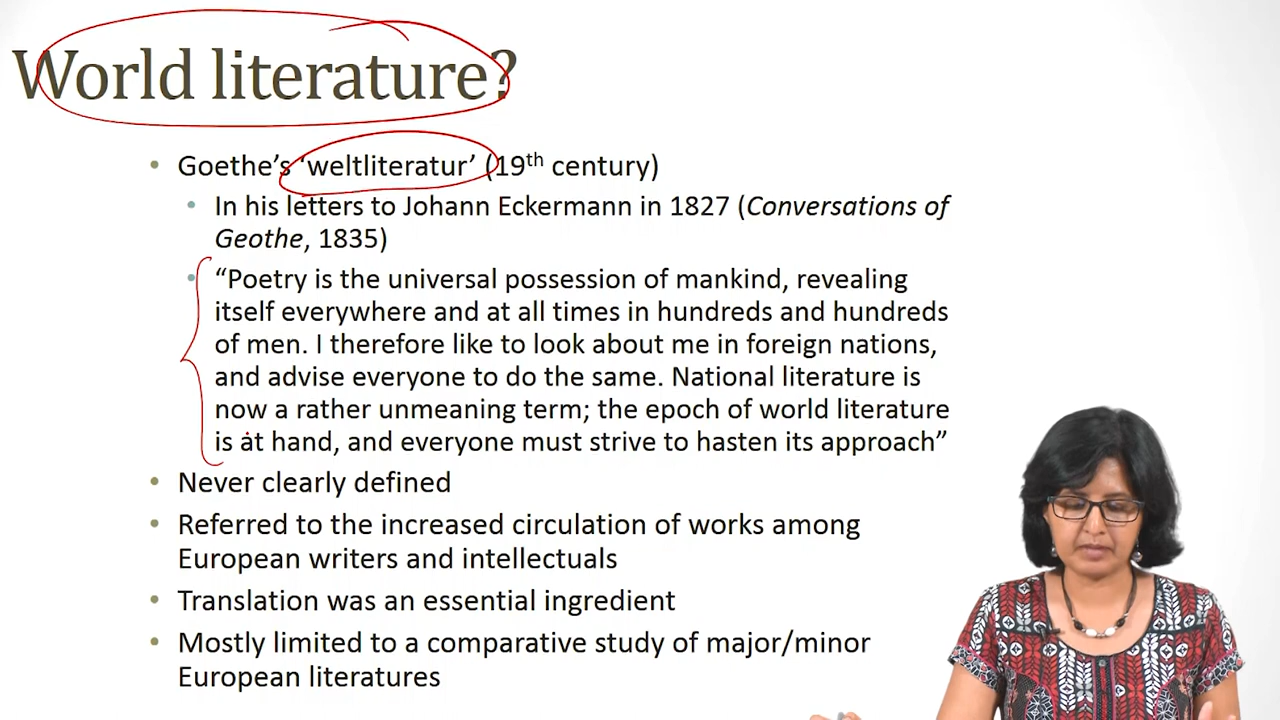 World literature?
• Goethe’s ‘weltliteratur’ (19th century)
• In his letters to Johann Eckermann in 1827 (Conversations of
Geothe, 1835)
• “Poetry is the universal possession of mankind, revealing
itself everywhere and at all times in hundreds and hundreds
of men. I therefore like to look about me in foreign nations,
and advise everyone to do the same. National literature is
now a rather unmeaning term; the epoch of world literature
is at hand, and everyone must strive to hasten its approach”
• Never clearly defined
• Referred to the increased circulation of works among
European writers and intellectuals
• Translation was an essential ingredient
• Mostly limited to a comparative study of major/minor
European literatures